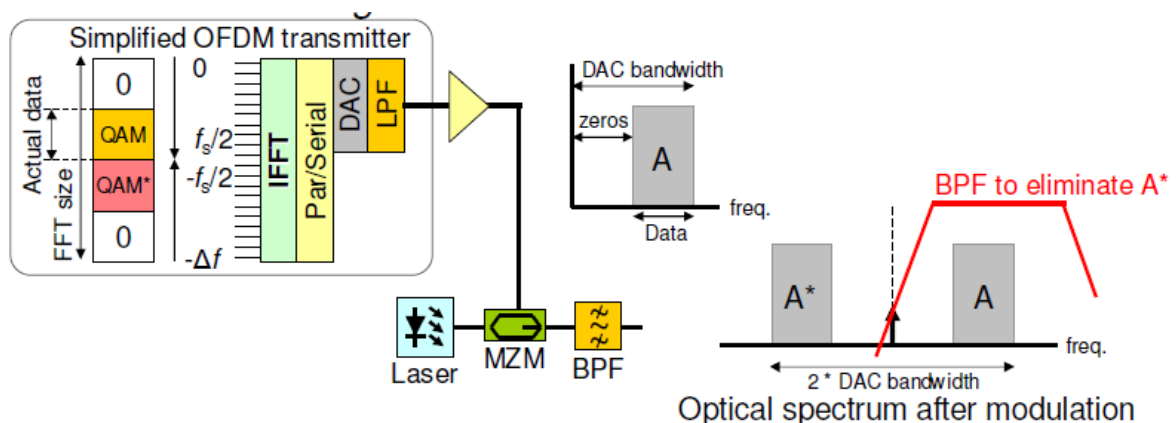 Simplified OFDM transmitter
Actual data
FFT size
0
QAM
QAM*
0
0
fs/2
-fs/2
-Δf
IFFT
Par/Serial
DAC
LPF
Laser
MZM
BPF
DAC bandwidth
zeros
A
freq.
Data
BPF to eliminate A*
A*
A
freq.
2 * DAC bandwidth
Optical spectrum after modulation